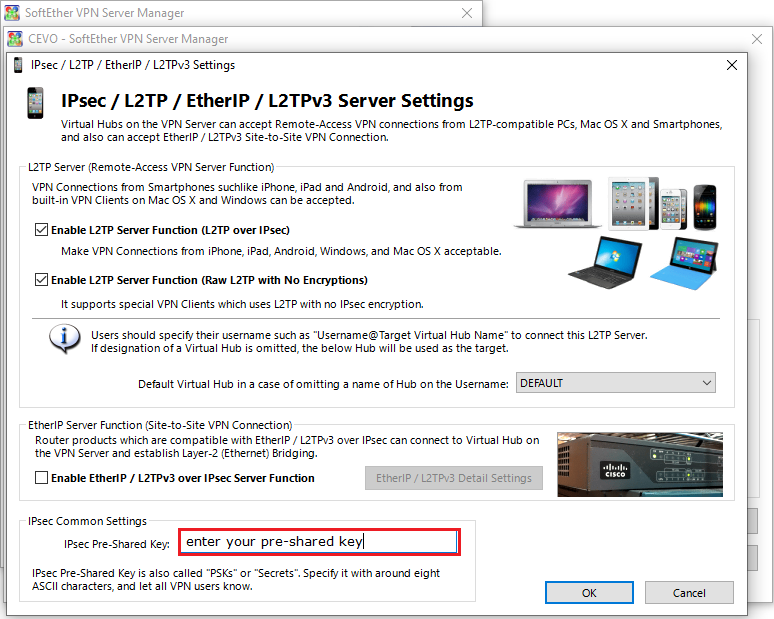 SoftEther VPN Server Manager
CEVO - SoftEther VPN Server Manager
IPsec / L2TP / EtherIP / L2TPv3 Settings
IPsec / L2TP / EtherIP / L2TPv3 Server Settings
Virtual Hubs on the VPN Server can accept Remote-Access VPN connections from L2TP-compatible PCs, Mac OS X and Smartphones,
and also can accept EtherIP / L2TPv3 Site-to-Site VPN Connection.
L2TP Server (Remote-Access VPN Server Function)
VPN Connections from Smartphones suchlike iPhone, iPad and Android, and also from
built-in VPN Clients on Mac OS X and Windows can be accepted.
Enable L2TP Server Function (L2TP over IPsec)
Make VPN Connections from iPhone, iPad, Android, Windows, and Mac OS X acceptable.
Enable L2TP Server Function (Raw L2TP with No Encryptions)
It supports special VPN Clients which uses L2TP with no IPsec encryption.
Users should specify their username such as "Username@Target Virtual Hub Name" to connect this L2TP Server.
If designation of a Virtual Hub is omitted, the below Hub will be used as the target.
Default Virtual Hub in a case of omitting a name of Hub on the Username: DEFAULT
EtherIP Server Function (Site-to-Site VPN Connection)
Router products which are compatible with EtherIP / L2TPv3 over IPsec can connect to Virtual Hub on
the VPN Server and establish Layer-2 (Ethernet) Bridging.
Enable EtherIP / L2TPv3 over IPsec Server Function
EtherIP / L2TPv3 Detail Settings
CISCO
IPsec Common Settings
IPsec Pre-Shared Key: enter your pre-shared key
IPsec Pre-Shared Key is also called "PSKs" or "Secrets". Specify it with around eight
ASCII characters, and let all VPN users know.
OK
Cancel